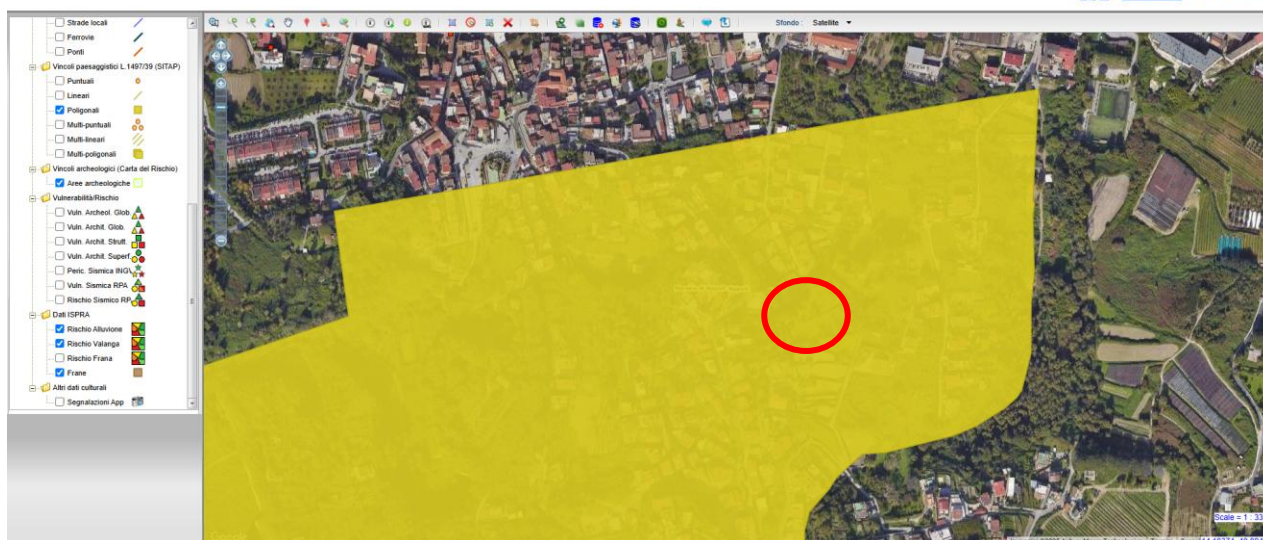 Sfondo : Satellite
Strade locali
Ferrovie
Ponti
Vincoli paesaggistici L.1497/39 (SITAP)
Puntuali
Lineari
Poligonali
Multi-puntuali
Multi-lineari
Multi-poligonali
Vincoli archeologici (Carta del Rischio)
Aree archeologiche
Vulnerabilità/Rischio
Vuln. Archeol. Glob.
Vuln. Archit. Glob.
Vuln. Archit. Strutt.
Vuln. Archit. Superf.
Peric. Sismica INGV
Vuln. Sismica RPA
Rischio Sismico RP
Dati ISPRA
Rischio Alluvione
Rischio Valanga
Rischio Frana
Frane
Altri dati culturali
Segnalazioni App
Scale = 1 : 33